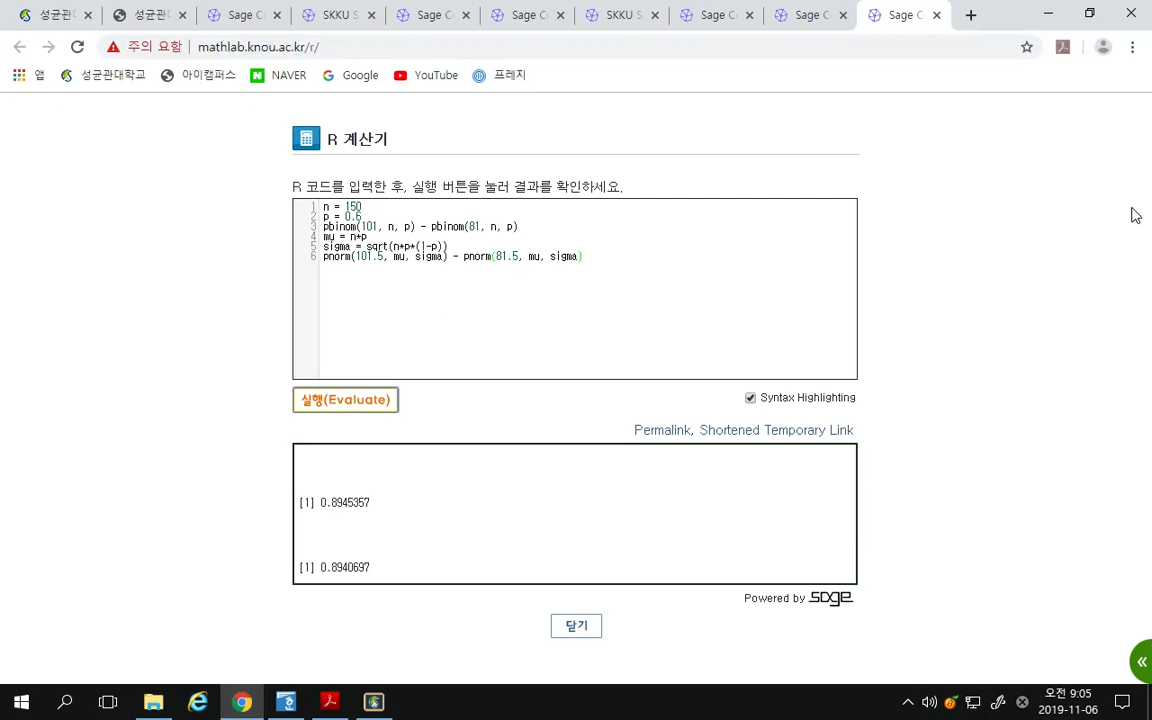 성균관대 성균관대 Sage C SKKU S Sage C Sage C SKKU S Sage C Sage C Sage C
주의 요함 mathlab.knou.ac.kr/r/
앱 성균관대학교 아이캠퍼스 NAVER Google YouTube 프레지
R 계산기
R 코드를 입력한 후, 실행 버튼을 눌러 결과를 확인하세요.
1 n = 150
2 p = 0.6
3 pbinom(101, n, p) - pbinom(81, n, p)
4 mu = n*p
5 sigma = sqrt(n*p*(1-p))
6 pnorm(101.5, mu, sigma) - pnorm(81.5, mu, sigma)
실행(Evaluate) Syntax Highlighting
Permalink, Shortened Temporary Link
[1] 0.8945357
[1] 0.8940697
Powered by sage
닫기
오전 9:05
2019-11-06